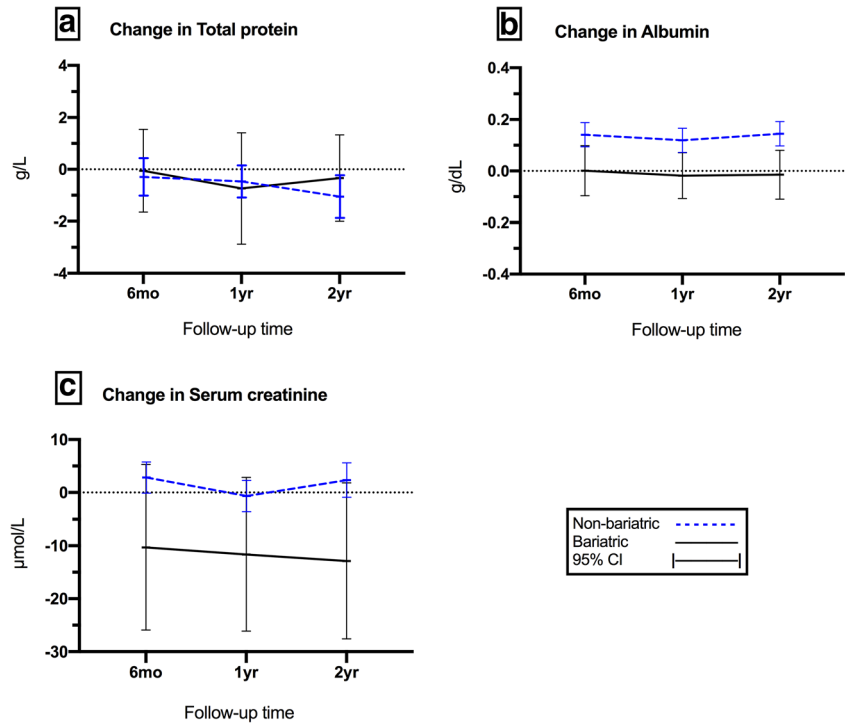 a Change in Total protein
4
2
0
-2
-4
g/L
6mo 1yr 2yr
Follow-up time
b Change in Albumin
0.4
0.2
0.0
-0.2
-0.4
g/dL
6mo 1yr 2yr
Follow-up time
c Change in Serum creatinine
10
0
-10
-20
-30
µmol/L
6mo 1yr 2yr
Follow-up time
Non-bariatric
Bariatric
95% CI